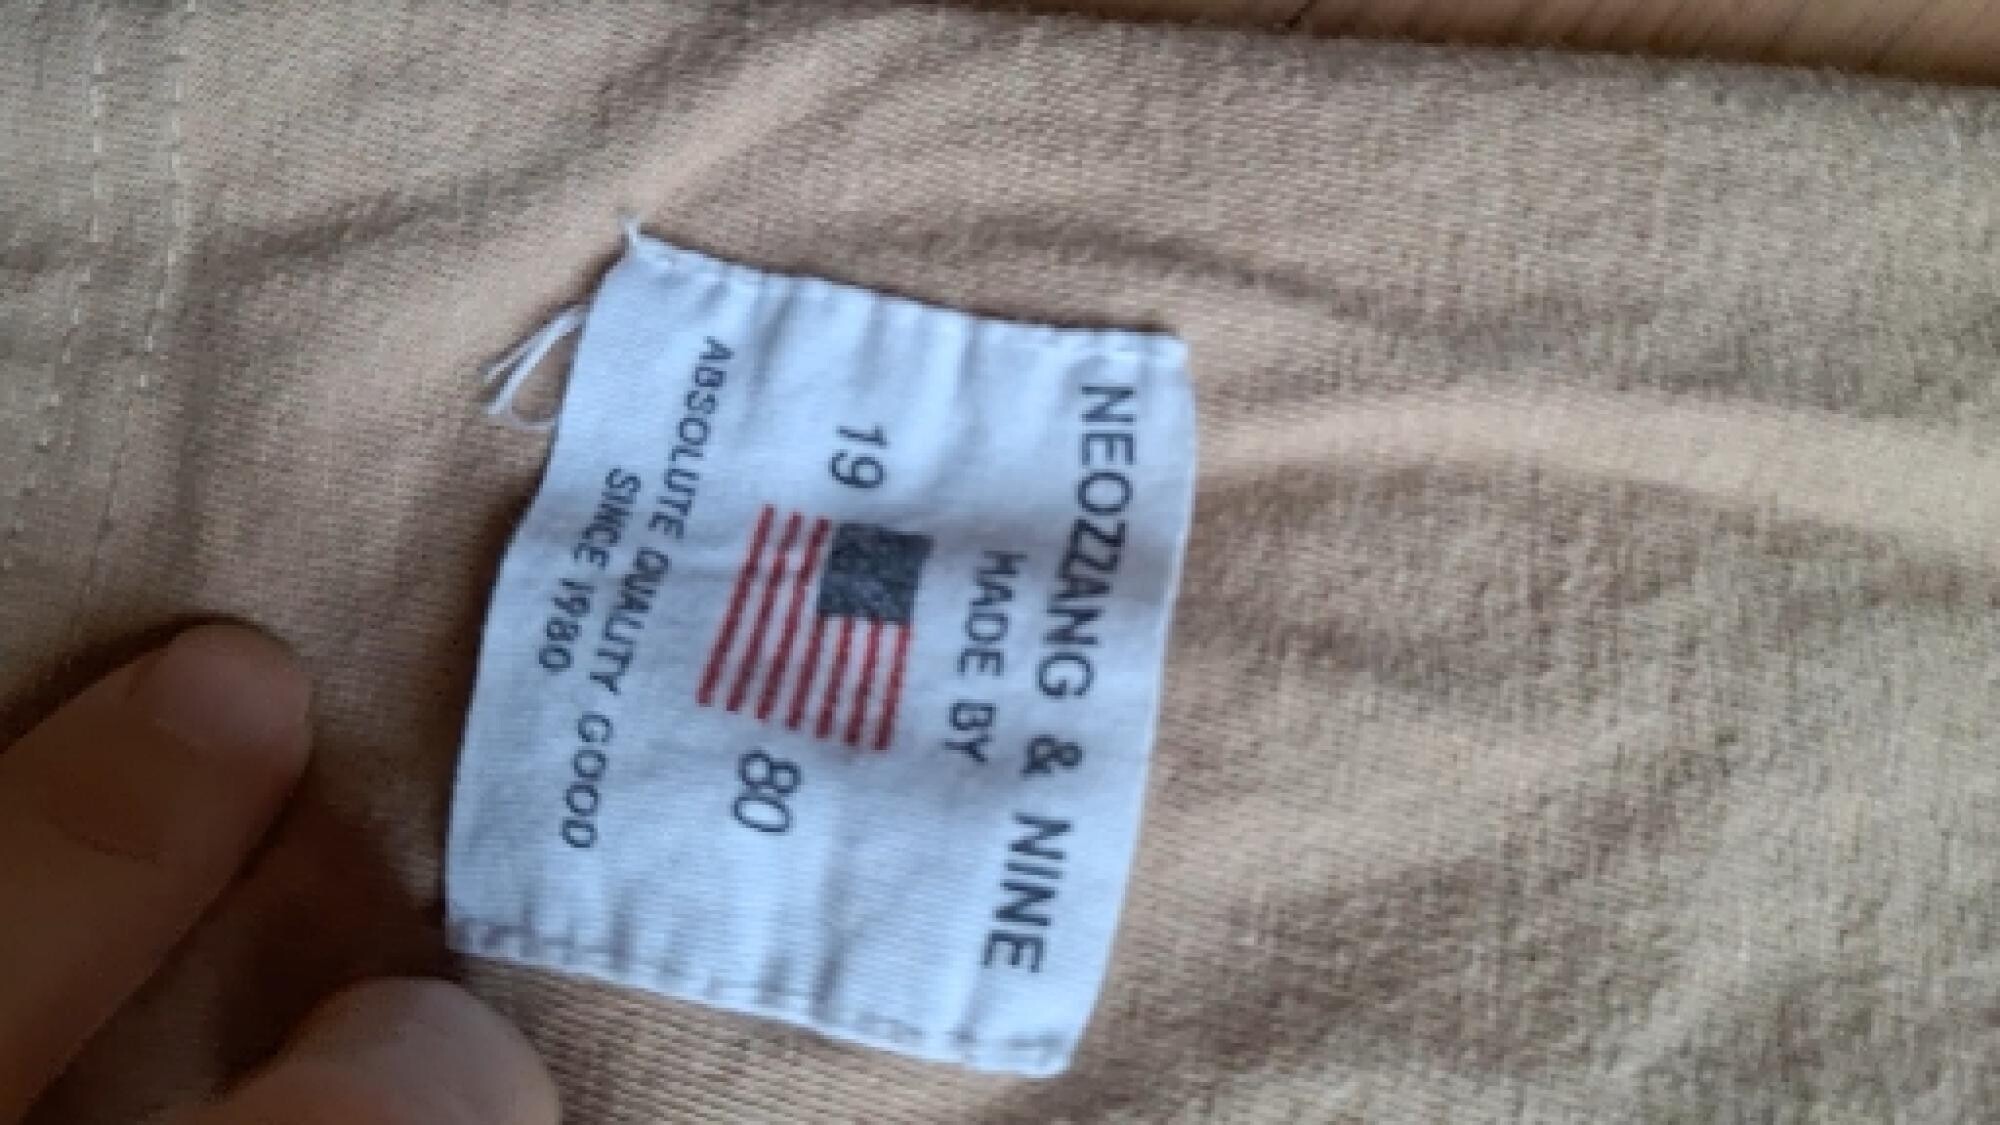 NEOZZANG & NINE
MADE BY
19 80
ABSOLUTE QUALITY GOOD
SINCE 1980